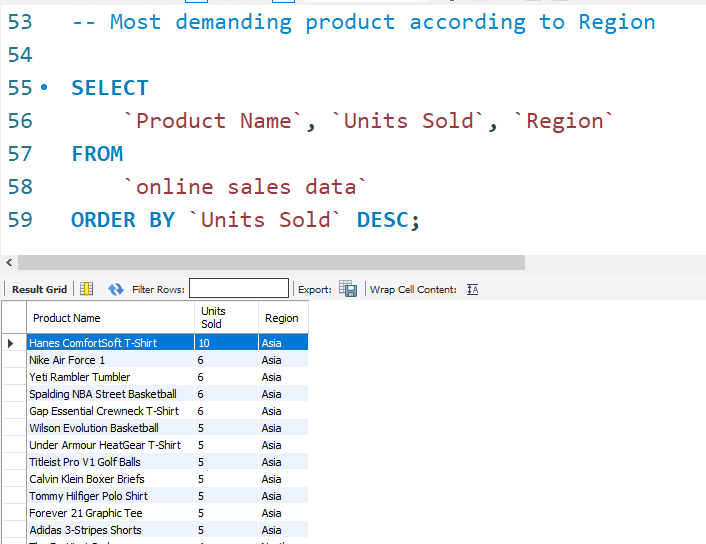 53 -- Most demanding product according to Region
54
55 SELECT
56 `Product Name`, `Units Sold`, `Region`
57 FROM
58 `online sales data`
59 ORDER BY `Units Sold` DESC;
Result Grid Filter Rows: Export: Wrap Cell Content:
Product Name Units Sold Region
Hanes ComfortSoft T-Shirt 10 Asia
Nike Air Force 1 6 Asia
Yeti Rambler Tumbler 6 Asia
Spalding NBA Street Basketball 6 Asia
Gap Essential Crewneck T-Shirt 6 Asia
Wilson Evolution Basketball 5 Asia
Under Armour HeatGear T-Shirt 5 Asia
Titleist Pro V1 Golf Balls 5 Asia
Calvin Klein Boxer Briefs 5 Asia
Tommy Hilfiger Polo Shirt 5 Asia
Forever 21 Graphic Tee 5 Asia
Adidas 3-Stripes Shorts 5 Asia